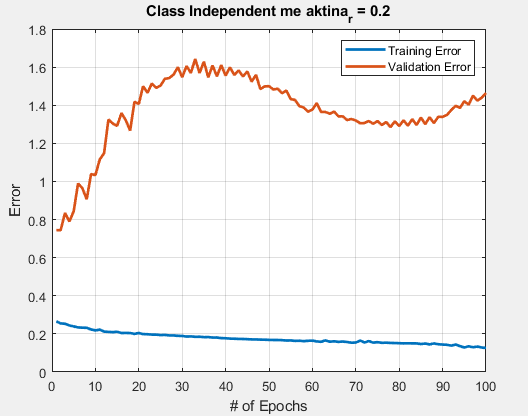 Class Independent me aktina_r = 0.2
Training Error
Validation Error
1.8
1.6
1.4
1.2
1
0.8
0.6
0.4
0.2
0
Error
0 10 20 30 40 50 60 70 80 90 100
# of Epochs